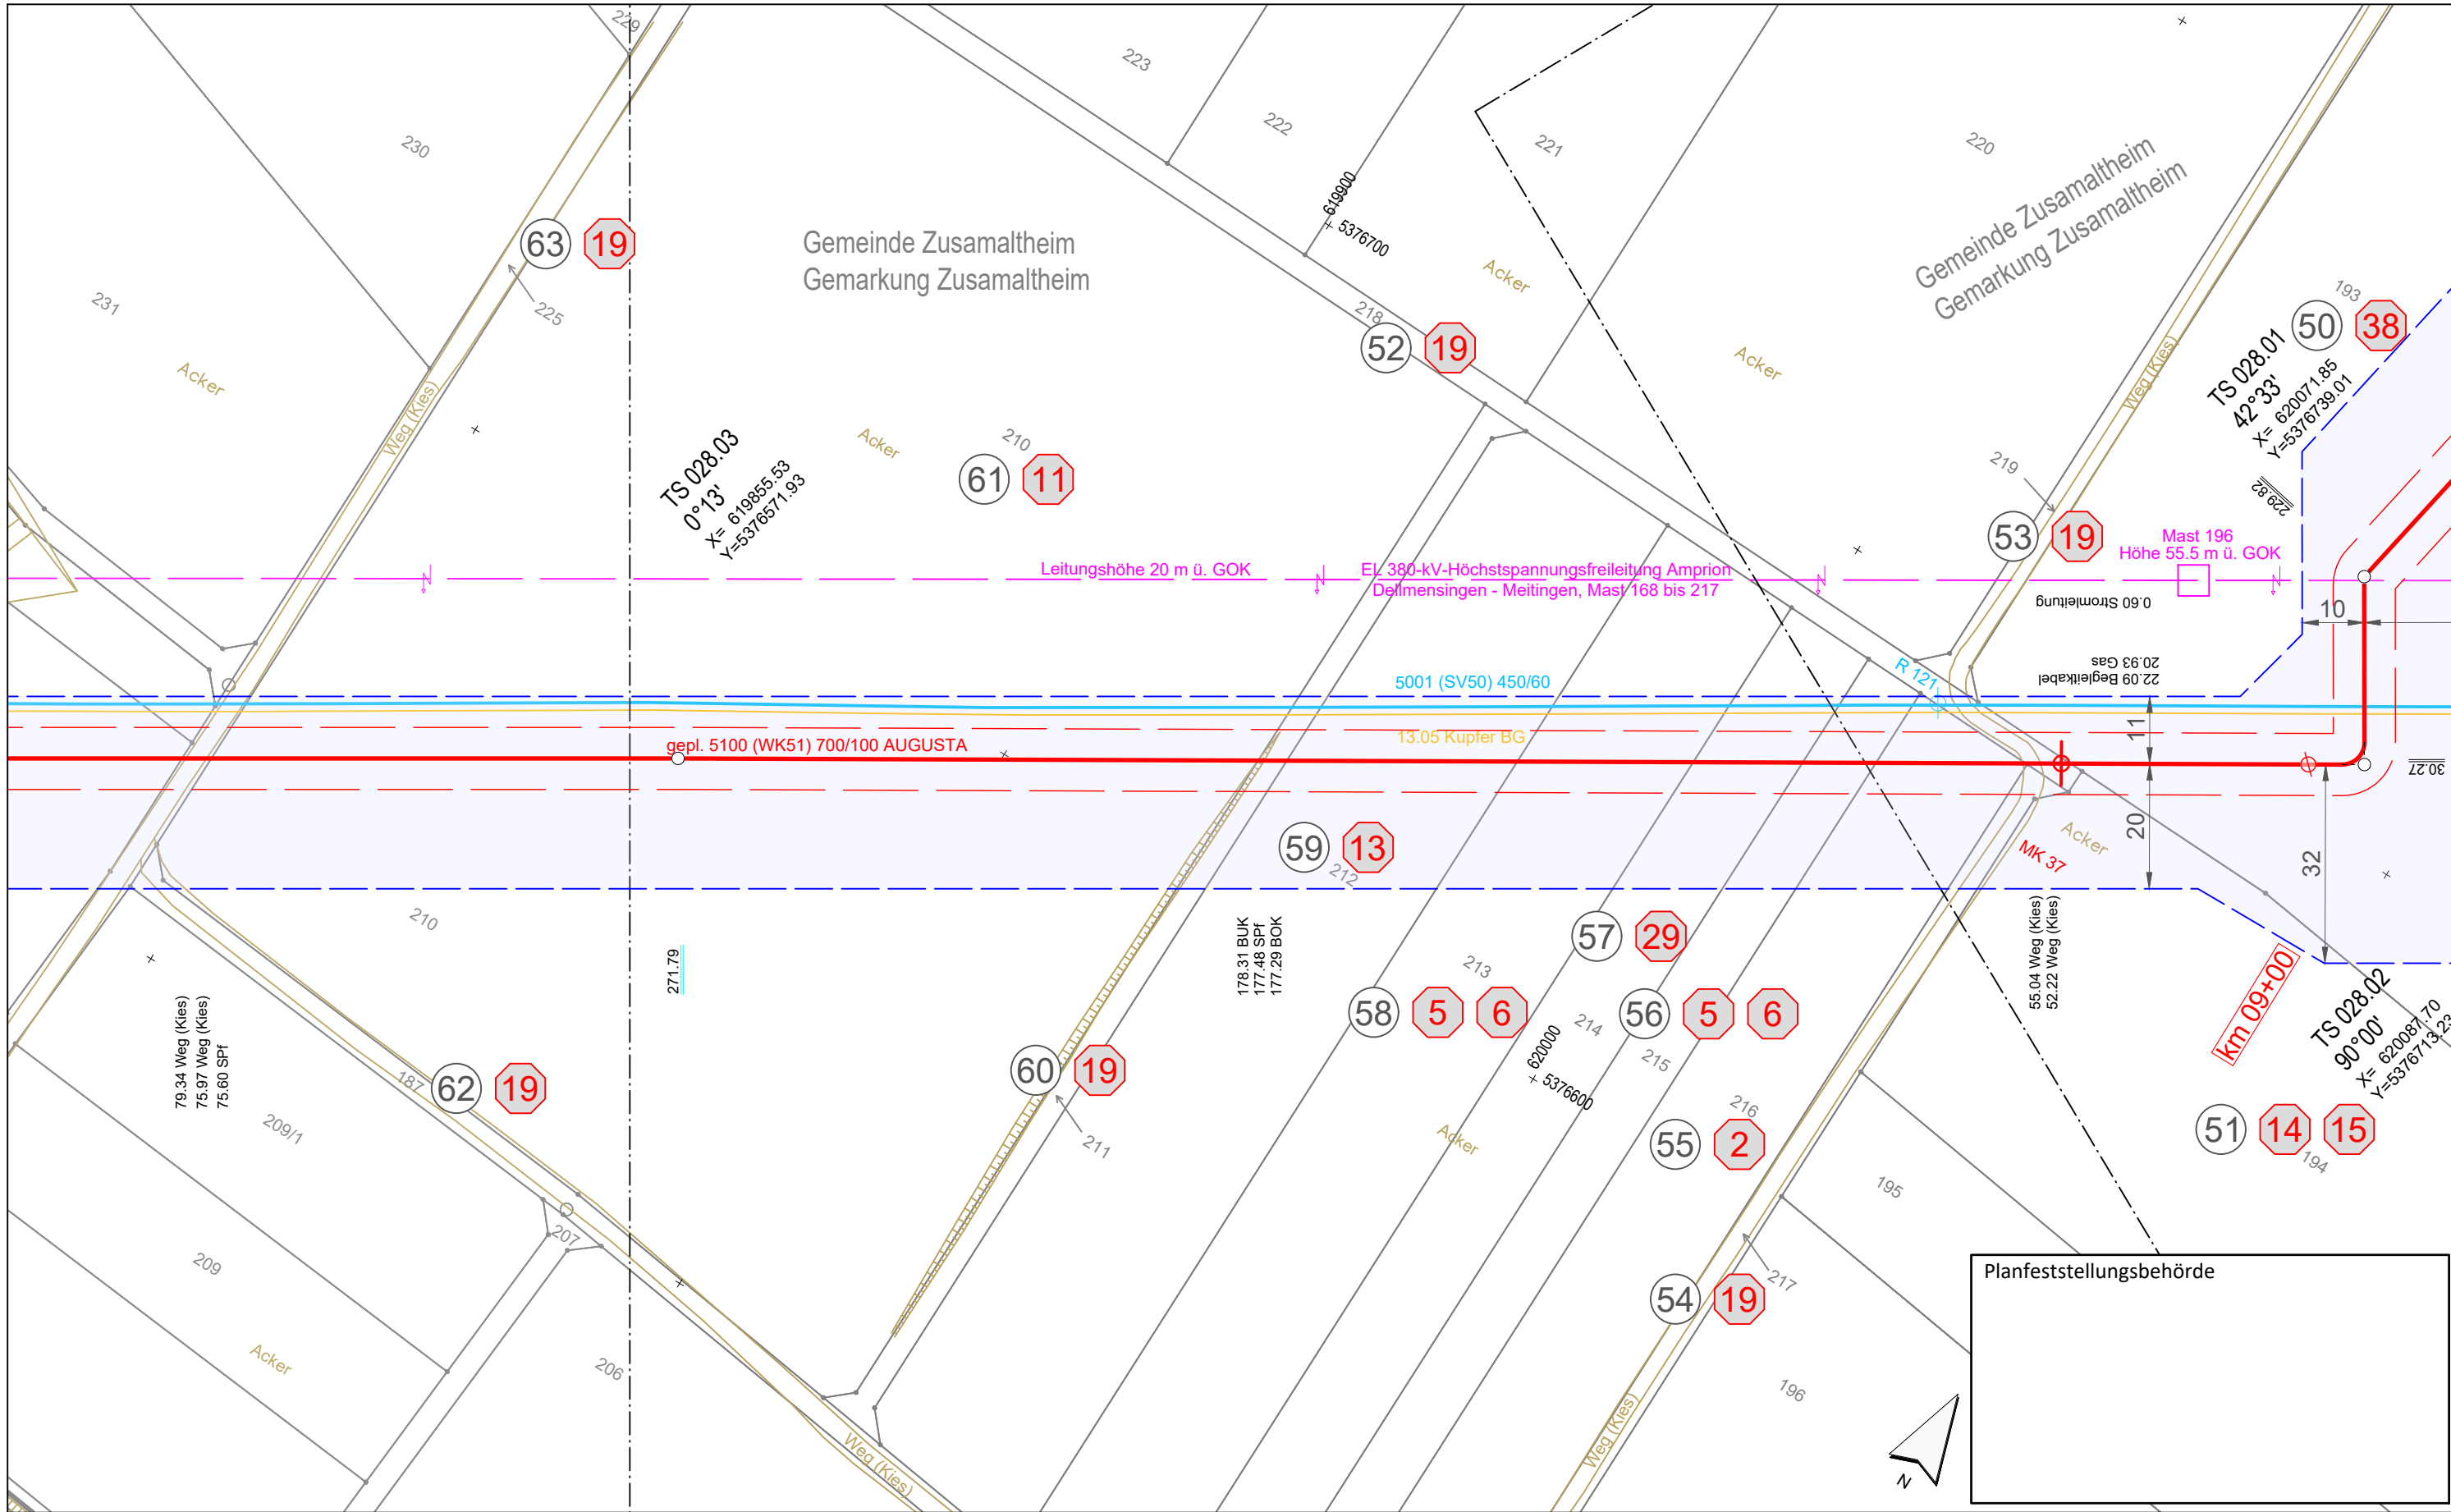 229
223
222
221
220
230
231
63
19
225
Gemeinde Zusamaltheim
Gemarkung Zusamaltheim
619900
+ 5376700
Acker
218
52
19
Acker
Gemeinde Zusamaltheim
Gemarkung Zusamaltheim
193
50
38
TS 028.01
42°33'
X= 620071.85
Y=5376739.01
229.82
Acker
Weg (Kies)
Weg (Kies)
TS 028.03
0°13'
X= 619855.53
Y=5376571.93
Acker
210
61
11
219
53
19
Mast 196
Höhe 55.5 m ü. GOK
Leitungshöhe 20 m ü. GOK
EL 380-kV-Höchstspannungsfreileitung Amprion
Dellmensingen - Meitingen, Mast 168 bis 217
0.60 Stromleitung
10
20.93 Gas
22.09 Begleitkabel
R 121
5001 (SV50) 450/60
11
13.05 Kupfer BG
gepl. 5100 (WK51) 700/100 AUGUSTA
30.27
20
32
Acker
MK 37
59
13
212
210
271.79
178.31 BUK
177.48 SPf
177.29 BOK
57
29
213
58
5
6
214
56
5
6
215
620000
+ 5376600
55.04 Weg (Kies)
52.22 Weg (Kies)
km 09+00
TS 028.02
90°00'
X= 620087.70
Y=5376713.23
79.34 Weg (Kies)
75.97 Weg (Kies)
75.60 SPf
187
62
19
60
19
211
209/1
Acker
216
55
2
51
14
15
194
195
207
209
217
54
19
Planfeststellungsbehörde
Acker
206
196
Weg (Kies)
Weg (Kies)
N